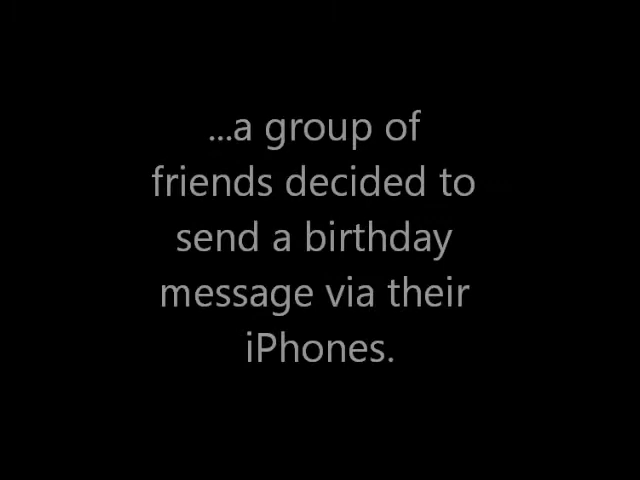 ...a group of
friends decided to
send a birthday
message via their
iPhones.